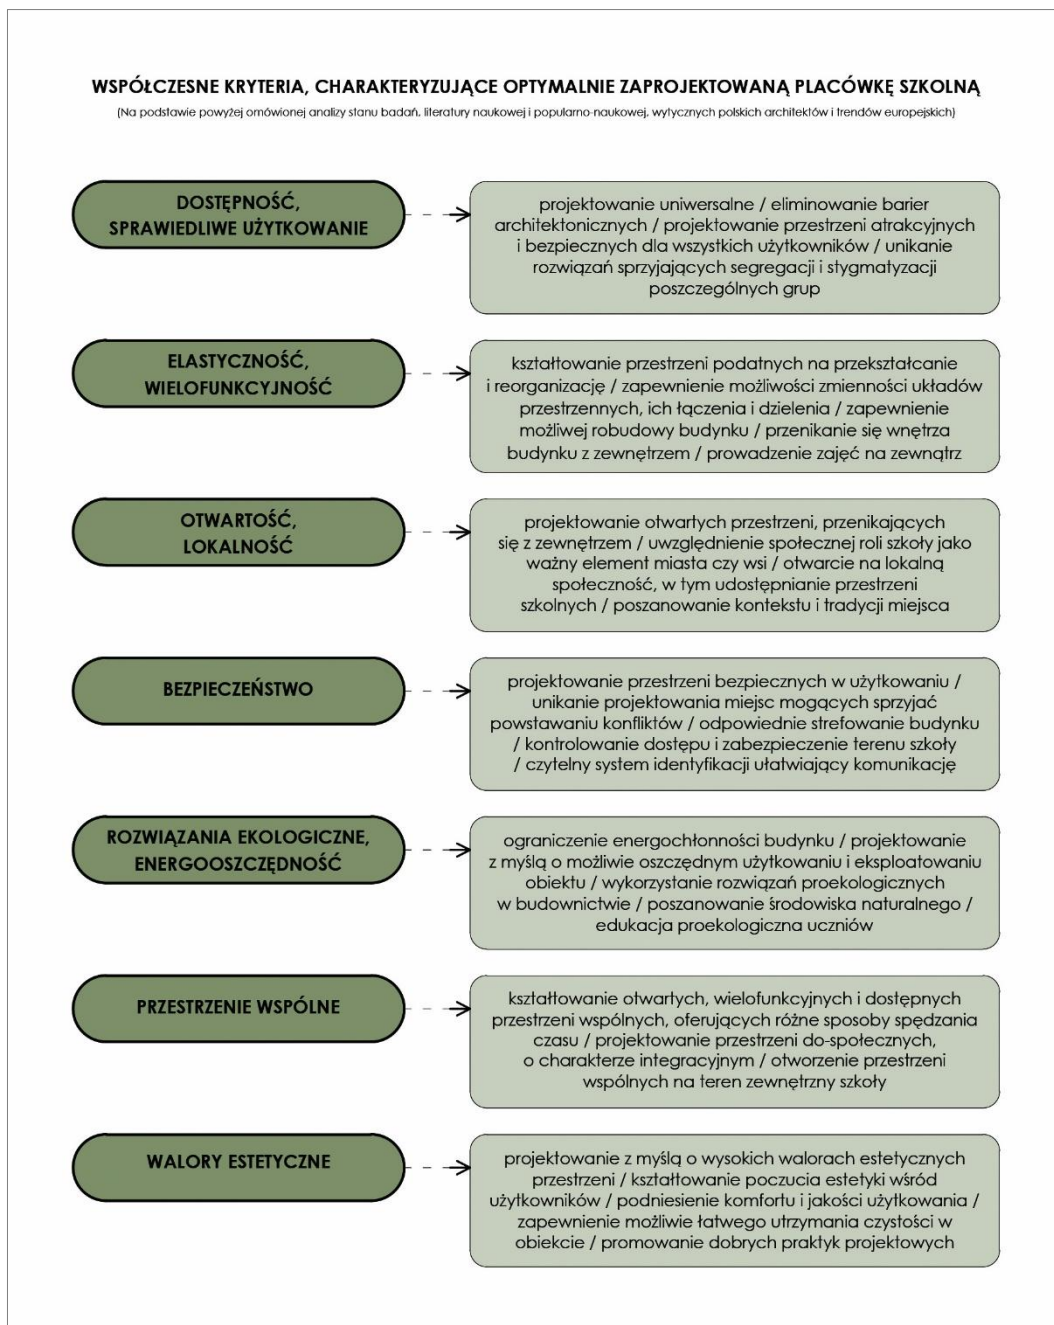 WSPÓŁCZESNE KRYTERIA, CHARAKTERYZUJĄCE OPTYMALNIE ZAPROJEKTOWANĄ PLACÓWKĘ SZKOLNĄ
(Na podstawie powyżej omówionej analizy stanu badań, literatury naukowej i popularno-naukowej, wytycznych polskich architektów i trendów europejskich)
DOSTĘPNOŚĆ,
SPRAWIEDLIWE UŻYTKOWANIE
projektowanie uniwersalne / eliminowanie barier
architektonicznych / projektowanie przestrzeni atrakcyjnych
i bezpiecznych dla wszystkich użytkowników / unikanie
rozwiązań sprzyjających segregacji i stygmatyzacji
poszczególnych grup
ELASTYCZNOŚĆ,
WIELOFUNKCYJNOŚĆ
kształtowanie przestrzeni podatnych na przekształcanie
i reorganizację / zapewnienie możliwości zmienności układów
przestrzennych, ich łączenia i dzielenia / zapewnienie
możliwej robudowy budynku / przenikanie się wnętrza
budynku z zewnętrzem / prowadzenie zajęć na zewnątrz
OTWARTOŚĆ,
LOKALNOŚĆ
projektowanie otwartych przestrzeni, przenikających
się z zewnętrzem / uwzględnienie społecznej roli szkoły jako
ważny element miasta czy wsi / otwarcie na lokalną
społeczność, w tym udostępnianie przestrzeni
szkolnych / poszanowanie kontekstu i tradycji miejsca
BEZPIECZEŃSTWO
projektowanie przestrzeni bezpiecznych w użytkowaniu /
unikanie projektowania miejsc mogących sprzyjać
powstawaniu konfliktów / odpowiednie strefowanie budynku
/ kontrolowanie dostępu i zabezpieczenie terenu szkoły
/ czytelny system identyfikacji ułatwiający komunikację
ROZWIĄZANIA EKOLOGICZNE,
ENERGOOSZCZĘDNOŚĆ
ograniczenie energochłonności budynku / projektowanie
z myślą o możliwie oszczędnym użytkowaniu i eksploatowaniu
obiektu / wykorzystanie rozwiązań proekologicznych
w budownictwie / poszanowanie środowiska naturalnego /
edukacja proekologiczna uczniów
PRZESTRZENIE WSPÓLNE
kształtowanie otwartych, wielofunkcyjnych i dostępnych
przestrzeni wspólnych, oferujących różne sposoby spędzania
czasu / projektowanie przestrzeni do-społecznych,
o charakterze integracyjnym / otworzenie przestrzeni
wspólnych na teren zewnętrzny szkoły
WALORY ESTETYCZNE
projektowanie z myślą o wysokich walorach estetycznych
przestrzeni / kształtowanie poczucia estetyki wśród
użytkowników / podniesienie komfortu i jakości użytkowania /
zapewnienie możliwie łatwego utrzymania czystości w
obiekcie / promowanie dobrych praktyk projektowych